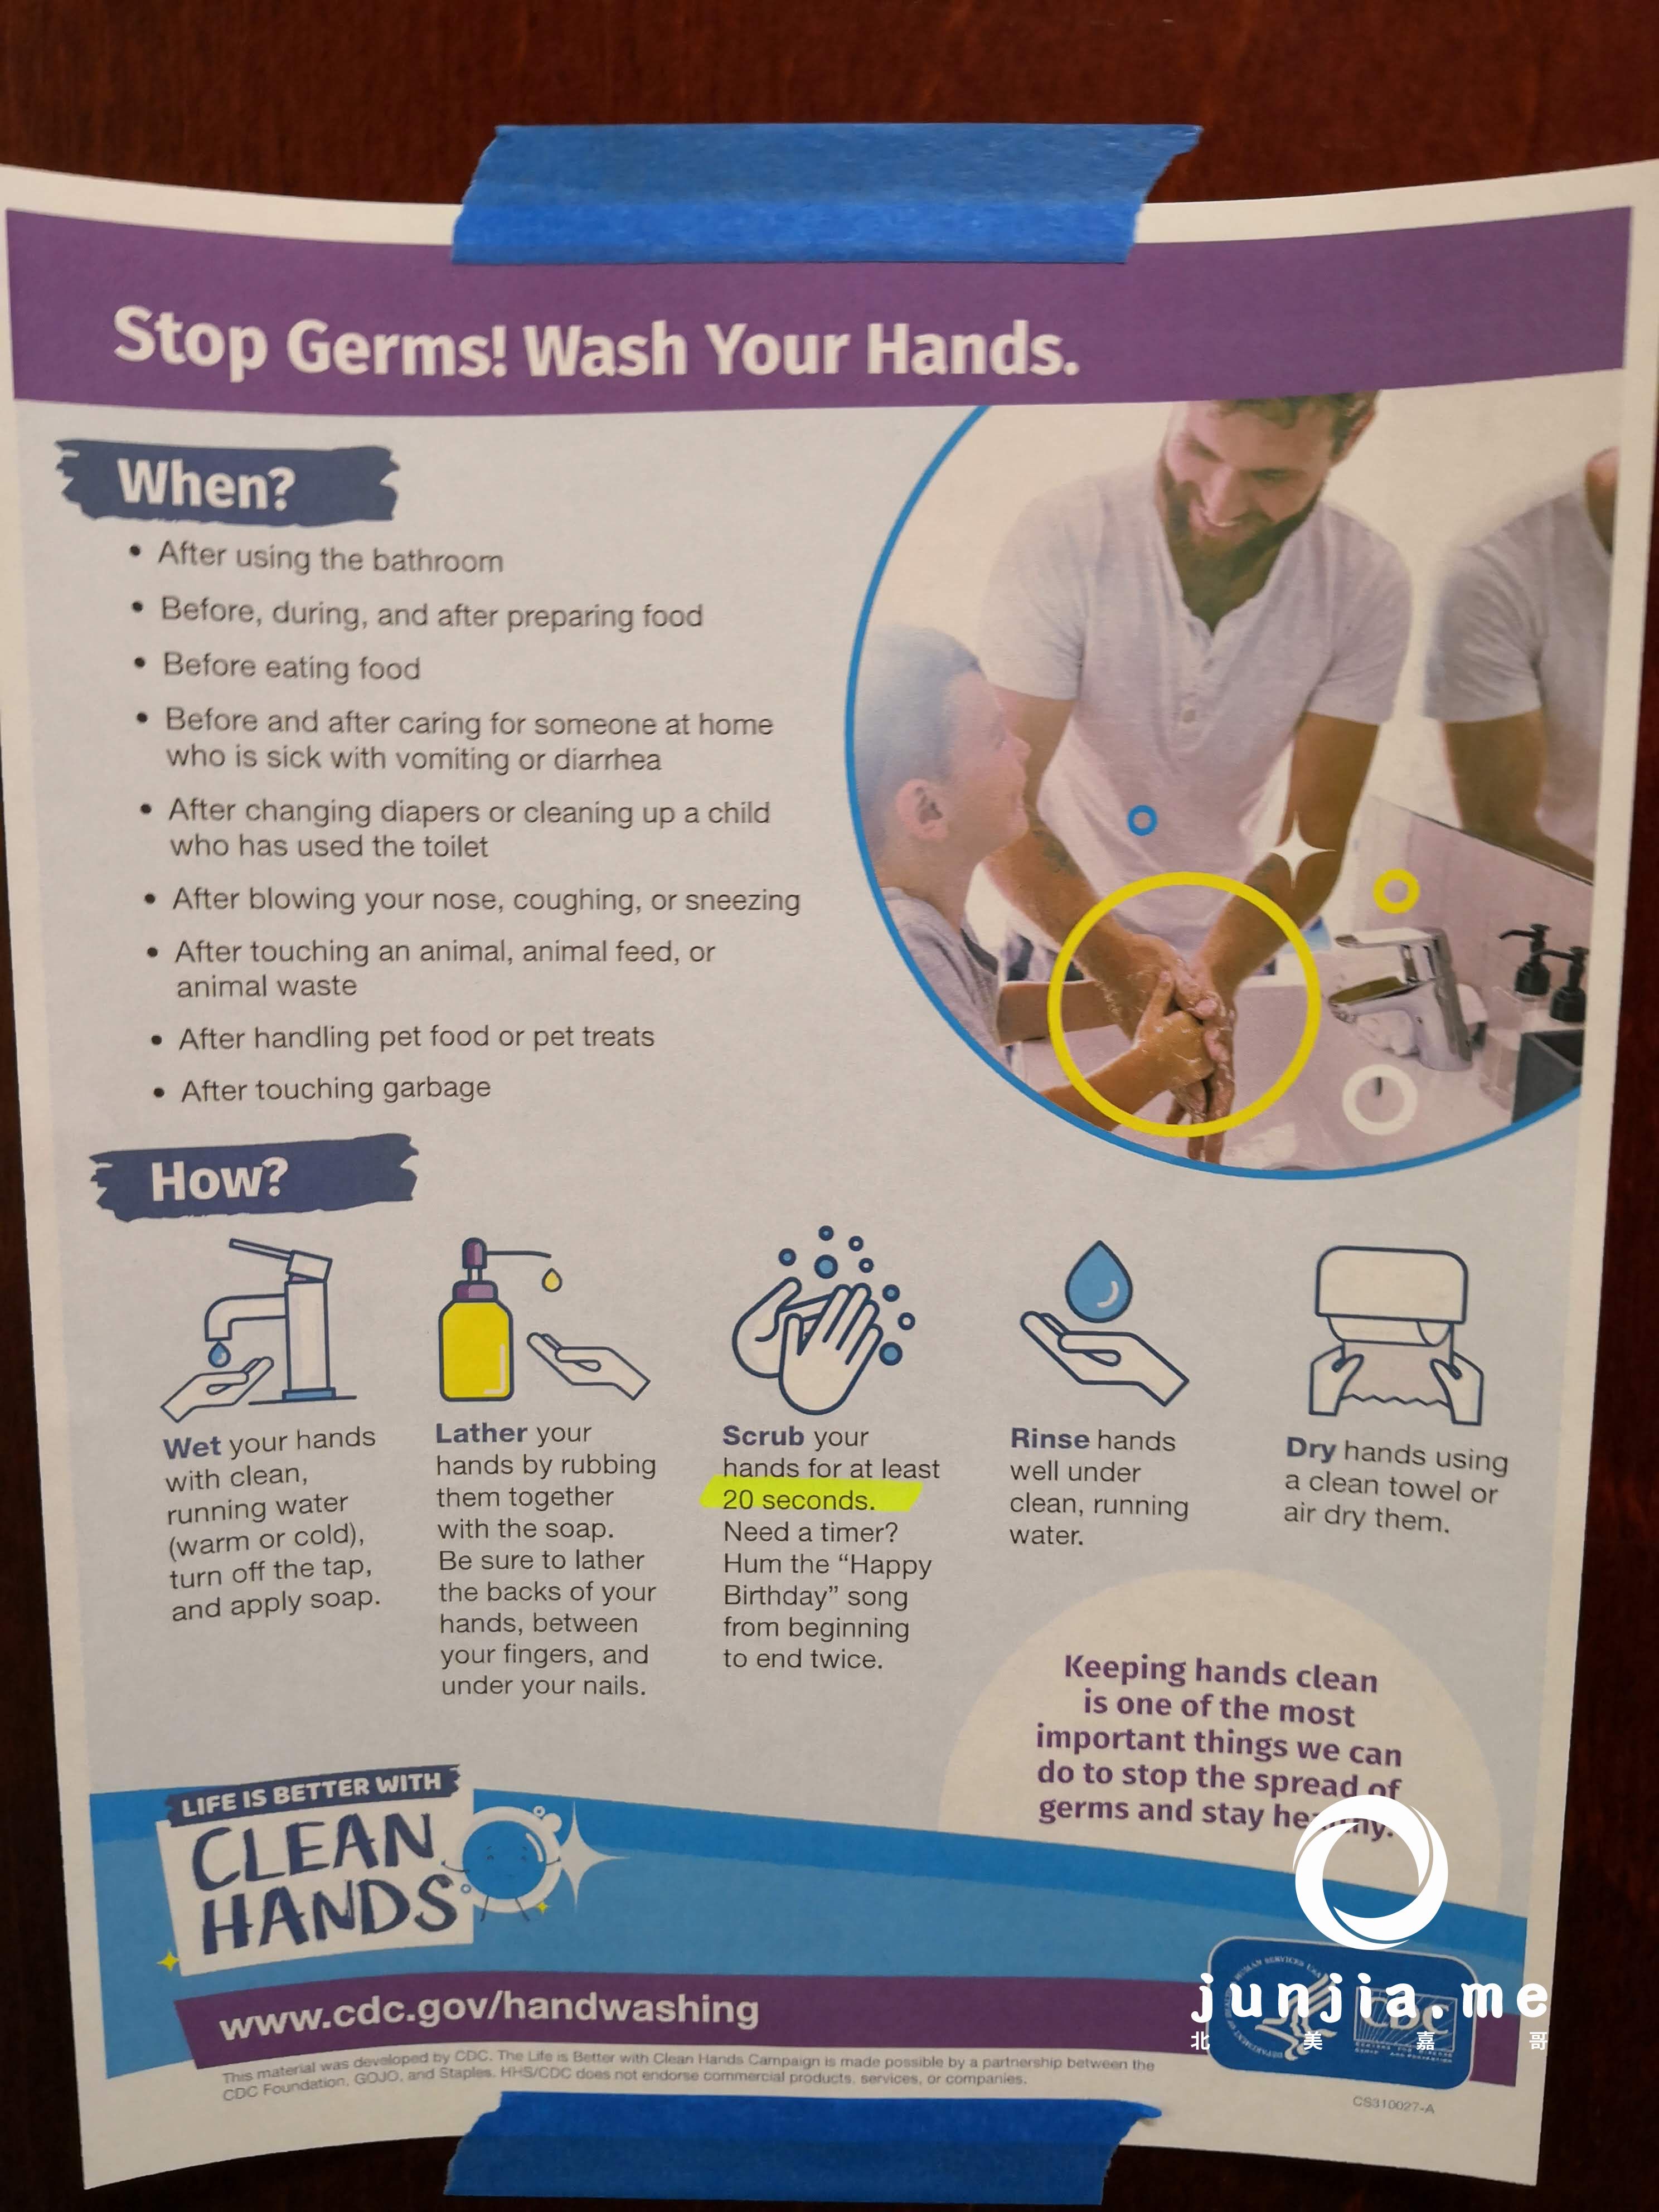 Stop Germs! Wash Your Hands.
When?
• After using the bathroom
• Before, during, and after preparing food
• Before eating food
• Before and after caring for someone at home
who is sick with vomiting or diarrhea
• After changing diapers or cleaning up a child
who has used the toilet
• After blowing your nose, coughing, or sneezing
• After touching an animal, animal feed, or
animal waste
• After handling pet food or pet treats
• After touching garbage
How?
Wet your hands
with clean,
running water
(warm or cold),
turn off the tap,
and apply soap.
Lather your
hands by rubbing
them together
with the soap.
Be sure to lather
the backs of your
hands, between
your fingers, and
under your nails.
Scrub your
hands for at least
20 seconds.
Need a timer?
Hum the “Happy
Birthday” song
from beginning
to end twice.
Rinse hands
well under
clean, running
water.
Dry hands using
a clean towel or
air dry them.
Keeping hands clean
is one of the most
important things we can
do to stop the spread of
germs and stay healthy.
LIFE IS BETTER WITH
CLEAN
HANDS
www.cdc.gov/handwashing
This material was developed by CDC. The Life is Better with Clean Hands Campaign is made possible by a partnership between the
CDC Foundation, GOJO, and Staples. HHS/CDC does not endorse commercial products, services, or companies.
CDC
CS310027-A
junjia.me
北美嘉哥